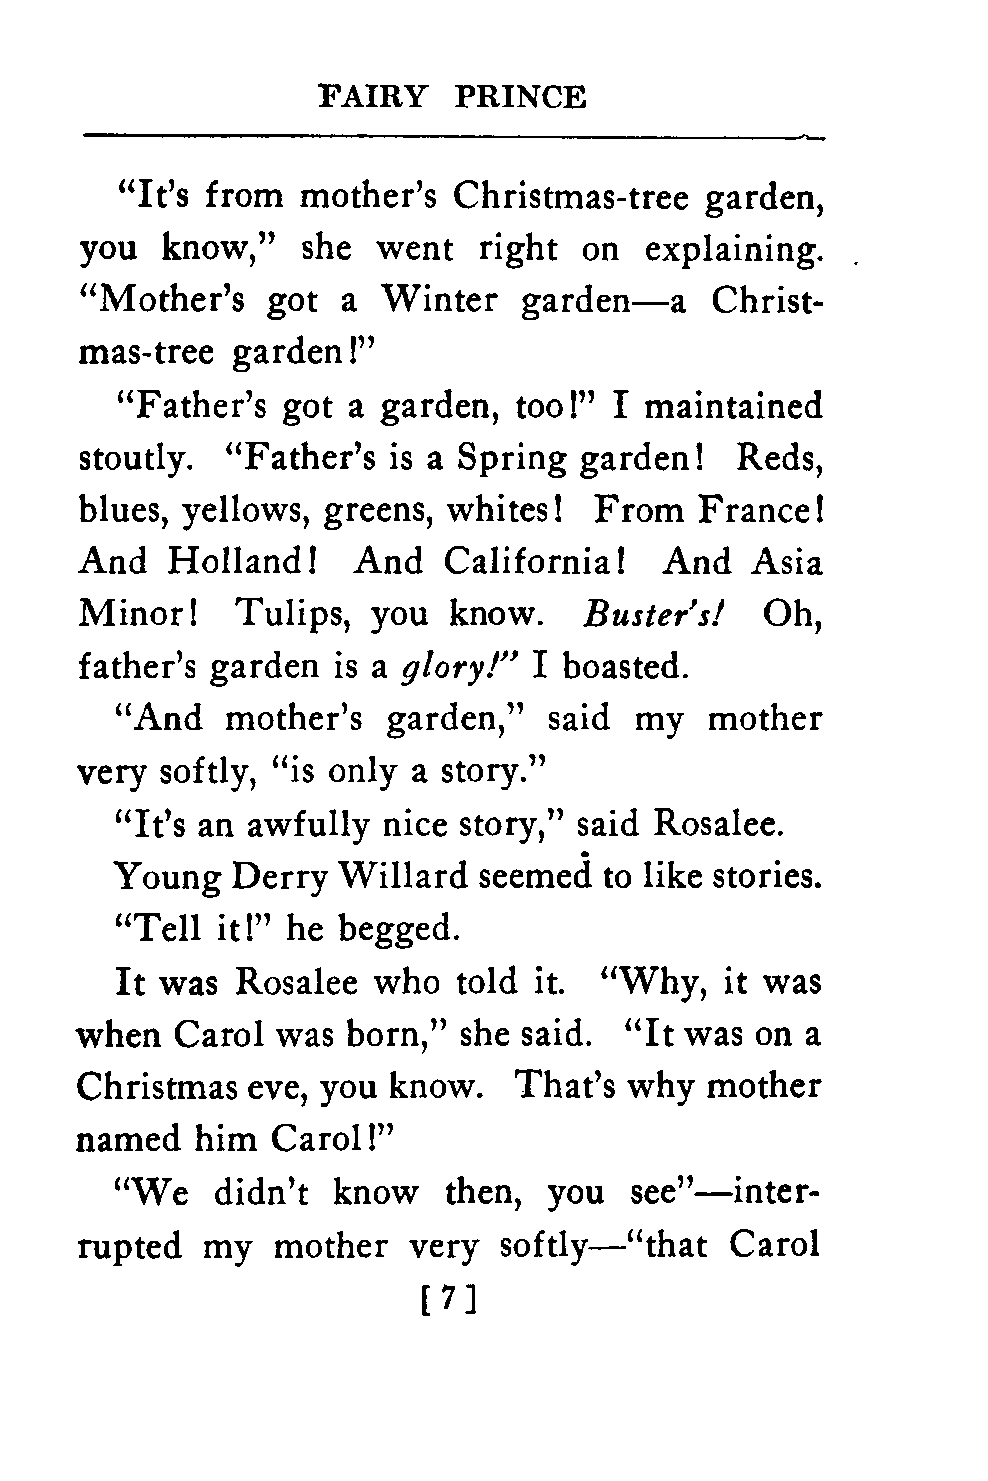 FAIRY PRINCE
“It’s from mother’s Christmas-tree garden,
you know,” she went right on explaining.
“Mother’s got a Winter garden—a Christ-
mas-tree garden!”
“Father’s got a garden, too!” I maintained
stoutly. “Father’s is a Spring garden! Reds,
blues, yellows, greens, whites! From France!
And Holland! And California! And Asia
Minor! Tulips, you know. Buster’s! Oh,
father’s garden is a glory!” I boasted.
“And mother’s garden,” said my mother
very softly, “is only a story.”
“It’s an awfully nice story,” said Rosalee.
Young Derry Willard seemed to like stories.
“Tell it!” he begged.
It was Rosalee who told it. “Why, it was
when Carol was born,” she said. “It was on a
Christmas eve, you know. That’s why mother
named him Carol!”
“We didn’t know then, you see”—inter-
rupted my mother very softly—“that Carol
[7]